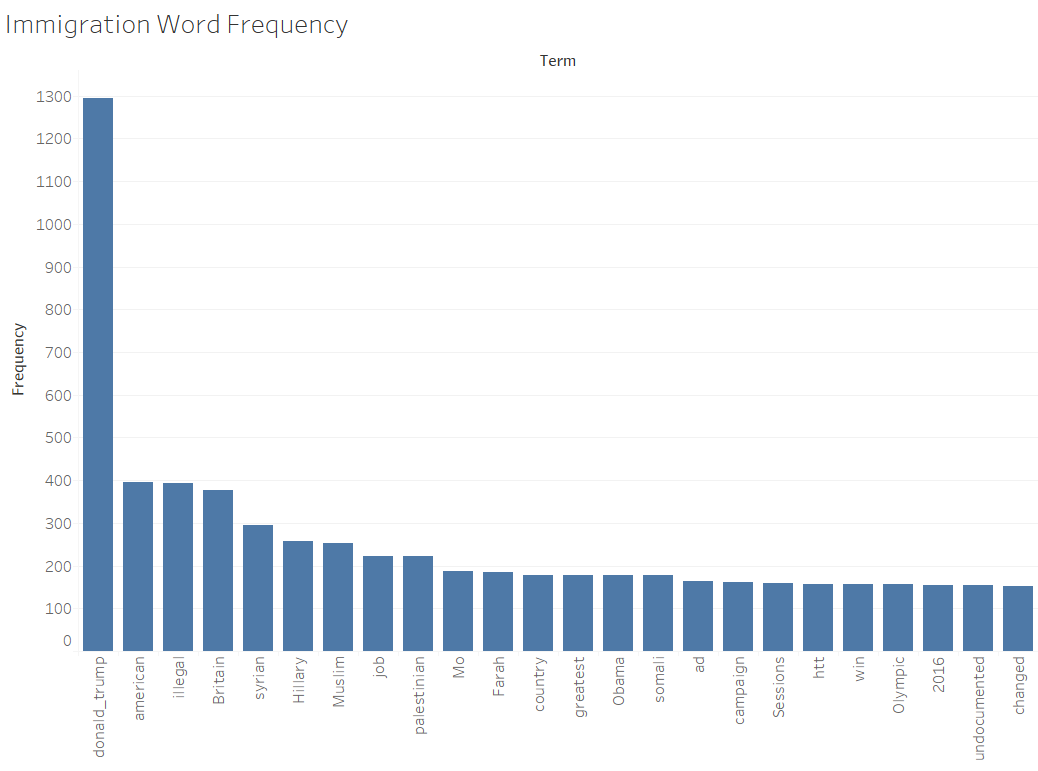 Immigration Word Frequency
Term
Frequency
1300
1200
1100
1000
900
800
700
600
500
400
300
200
100
0
donald_trump
american
illegal
Britain
syrian
Hillary
Muslim
job
palestinian
Mo
Farah
country
greatest
Obama
somali
ad
campaign
Sessions
htt
win
Olympic
2016
undocumented
changed